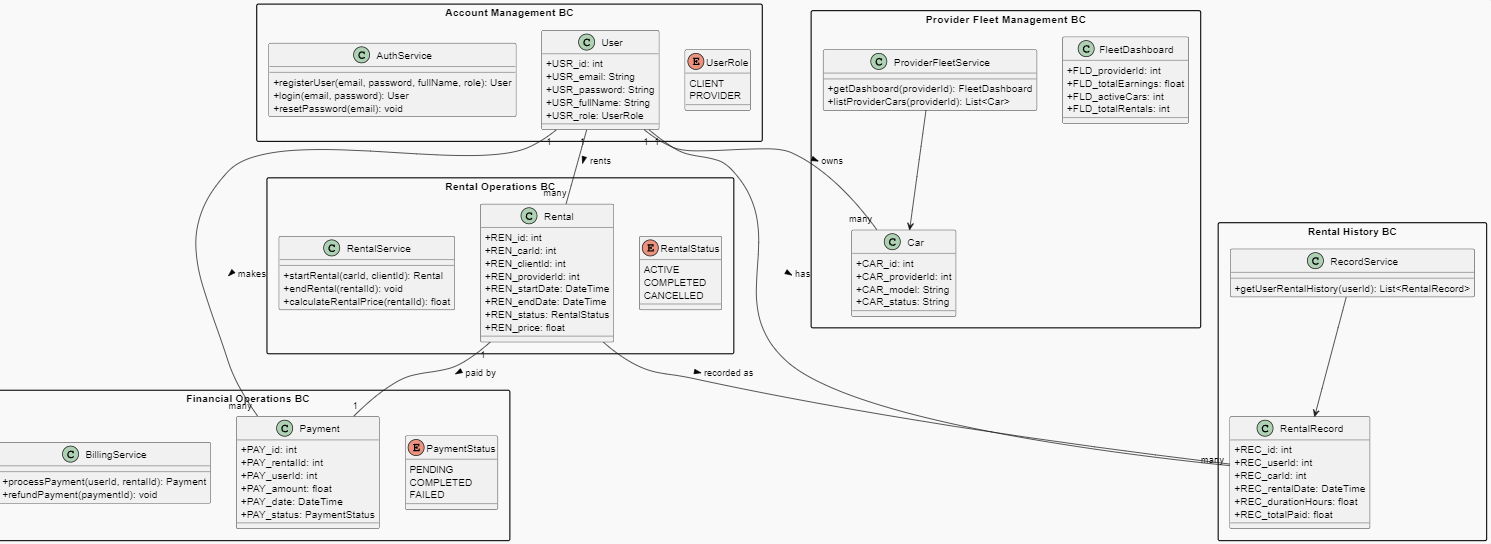 Account Management BC
C AuthService
+registerUser(email, password, fullName, role): User
+login(email, password): User
+resetPassword(email): void
C User
+USR_id: int
+USR_email: String
+USR_password: String
+USR_fullName: String
+USR_role: UserRole
E UserRole
CLIENT
PROVIDER
Provider Fleet Management BC
C ProviderFleetService
+getDashboard(providerId): FleetDashboard
+listProviderCars(providerId): List<Car>
C FleetDashboard
+FLD_providerId: int
+FLD_totalEarnings: float
+FLD_activeCars: int
+FLD_totalRentals: int
1
1
1
1
rents
owns
many
many
Rental Operations BC
C RentalService
+startRental(carId, clientId): Rental
+endRental(rentalId): void
+calculateRentalPrice(rentalId): float
C Rental
+REN_id: int
+REN_carId: int
+REN_clientId: int
+REN_providerId: int
+REN_startDate: DateTime
+REN_endDate: DateTime
+REN_status: RentalStatus
+REN_price: float
E RentalStatus
ACTIVE
COMPLETED
CANCELLED
C Car
+CAR_id: int
+CAR_providerId: int
+CAR_model: String
+CAR_status: String
makes
has
Rental History BC
C RecordService
+getUserRentalHistory(userId): List<RentalRecord>
1
paid by
recorded as
1
many
many
Financial Operations BC
C BillingService
+processPayment(userId, rentalId): Payment
+refundPayment(paymentId): void
C Payment
+PAY_id: int
+PAY_rentalId: int
+PAY_userId: int
+PAY_amount: float
+PAY_date: DateTime
+PAY_status: PaymentStatus
E PaymentStatus
PENDING
COMPLETED
FAILED
C RentalRecord
+REC_id: int
+REC_userId: int
+REC_carId: int
+REC_rentalDate: DateTime
+REC_durationHours: float
+REC_totalPaid: float